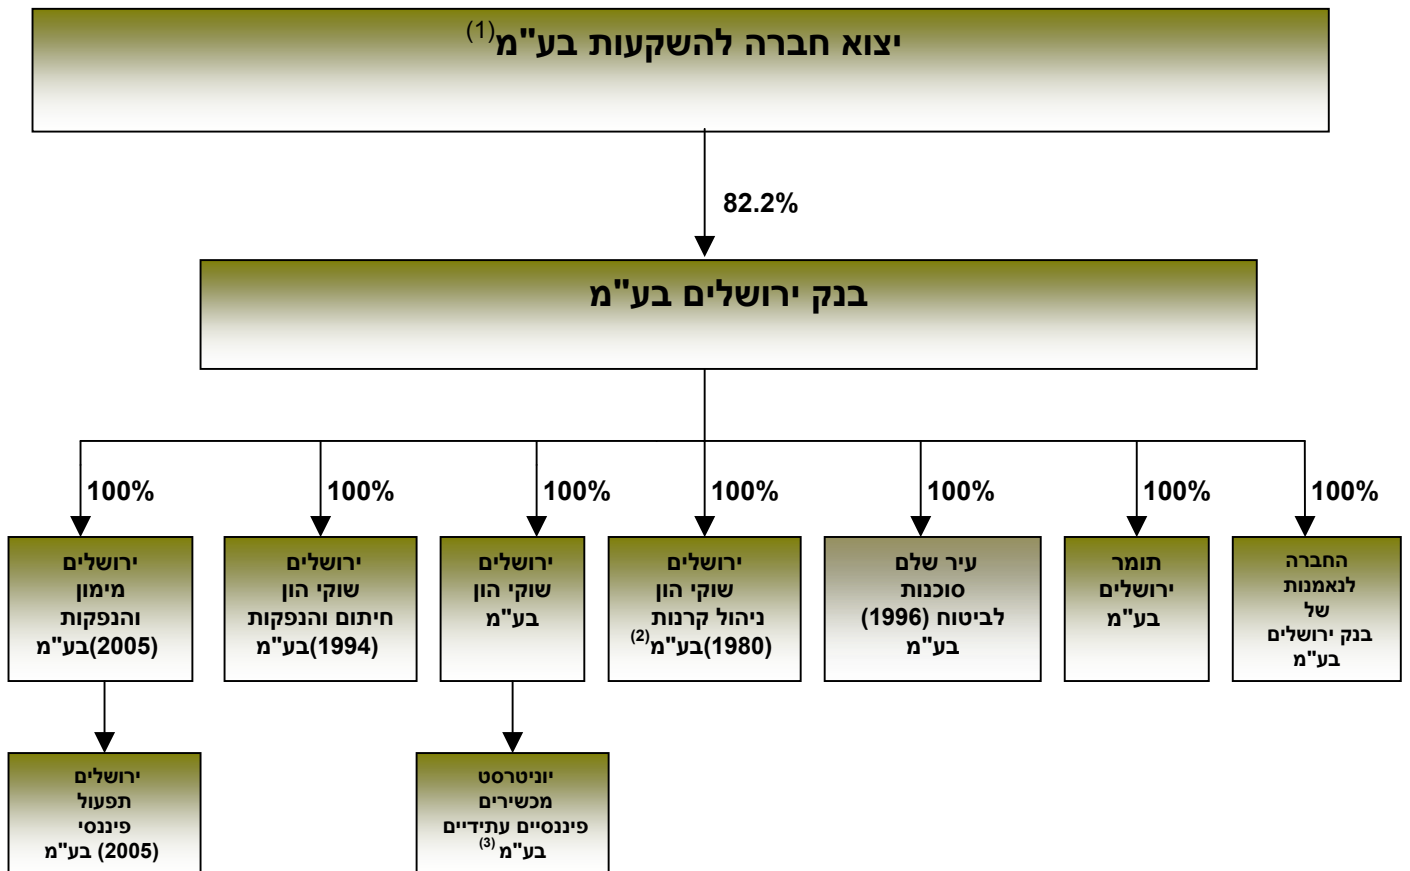 יצוא חברה להשקעות בע"מ(1)
82.2%
בנק ירושלים בע"מ
100%
100%
100%
100%
100%
100%
100%
החברה
לנאמנות
של
בנק ירושלים
בע"מ
תומר
ירושלים
בע"מ
עיר שלם
סוכנות
לביטוח (1996)
בע"מ
ירושלים
שוקי הון
ניהול קרנות
(1980)בע"מ(2)
ירושלים
שוקי הון
בע"מ
ירושלים
שוקי הון
חיתום והנפקות
(1994)בע"מ
ירושלים
מימון
והנפקות
(2005)בע"מ
יוניטרסט
מכשירים
פיננסיים עתידיים
בע"מ(3)
ירושלים
תפעול
פיננסי
(2005) בע"מ